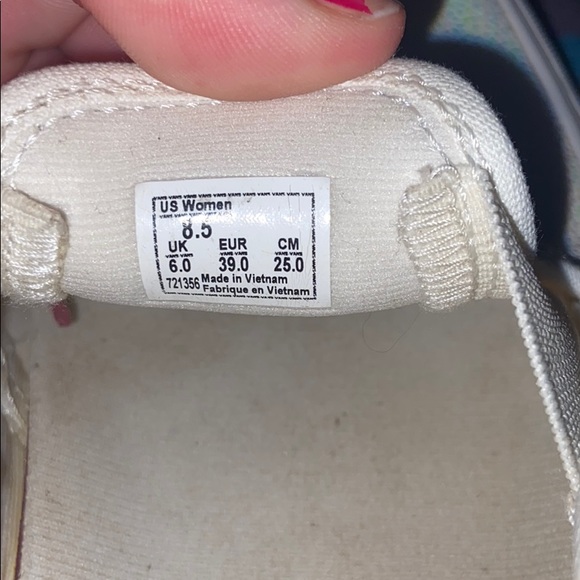 US Women
8.5
UK EUR CM
6.0 39.0 25.0
721356 Made in Vietnam
Fabrique en Vietnam